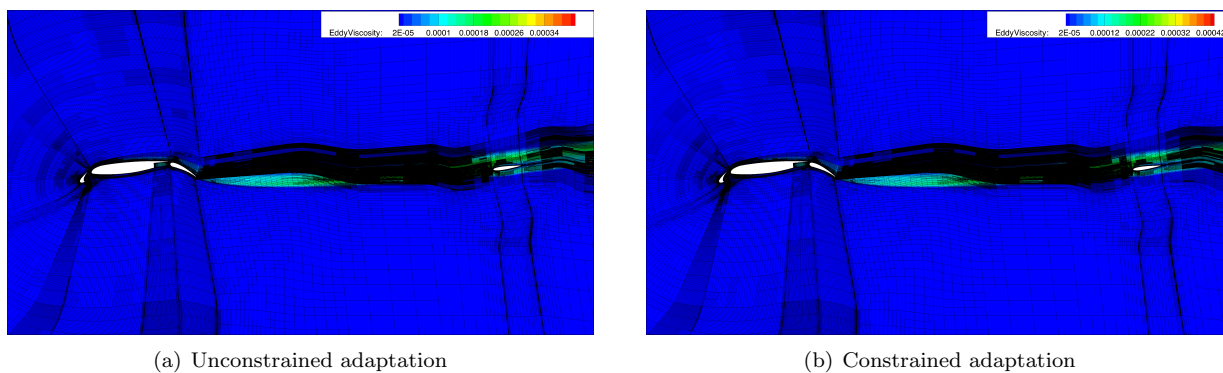 EddyViscosity: 2E-05 0.0001 0.00018 0.00026 0.00034
EddyViscosity: 2E-05 0.00012 0.00022 0.00032 0.00042
(a) Unconstrained adaptation
(b) Constrained adaptation